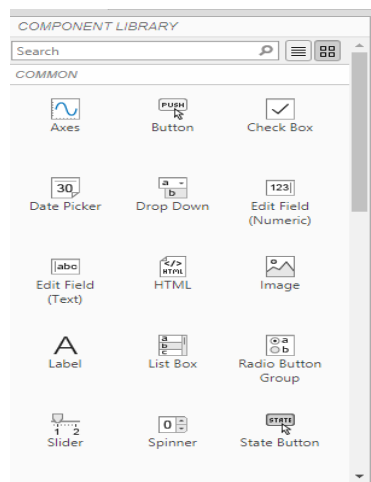 COMPONENT LIBRARY
Search
COMMON
PUSH
Axes Button Check Box
30 a b 123
Date Picker Drop Down Edit Field
(Numeric)
abc </> HTML
Edit Field HTML Image
(Text)
A a b c a b
Label List Box Radio Button
Group
1 2 0 STATE
Slider Spinner State Button